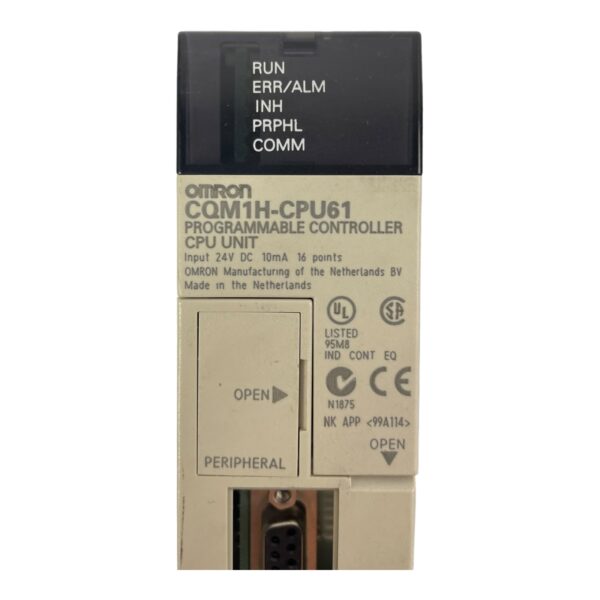 RUN
ERR/ALM
INH
PRPHL
COMM
OMRON
CQM1H-CPU61
PROGRAMMABLE CONTROLLER
CPU UNIT
Input 24V DC 10mA 16 points
OMRON Manufacturing of the Netherlands BV
Made in the Netherlands
UL
SA
LISTED
95M8
IND CONT EQ
CE
N1875
NK APP <99A114>
OPEN
OPEN
PERIPHERAL